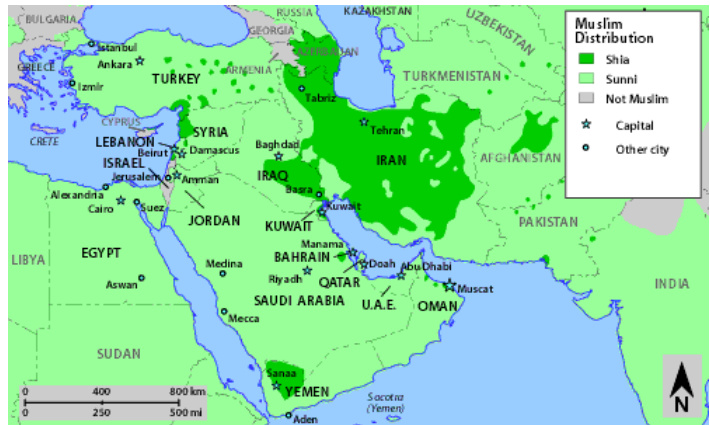 BULGARIA
RUSSIA
KAZAKHSTAN
GEORGIA
UZBEKISTAN
Istanbul
Ankara
GREECE
ARMENIA
AZERBAIJAN
TURKMENISTAN
TURKEY
Izmir
Tabriz
CYPRUS
CRETE
LEBANON
SYRIA
Tehran
Beirut
Damascus
Baghdad
IRAN
AFGHANISTAN
ISRAEL
Jerusalem
Amman
IRAQ
Basra
Alexandria
Cairo
Suez
JORDAN
KUWAIT
Kuwait
PAKISTAN
Manama
EGYPT
LIBYA
BAHRAIN
Doah
Abu Dhabi
Medina
Riyadh
QATAR
Muscat
INDIA
Aswan
SAUDI ARABIA
U.A.E.
OMAN
Mecca
SUDAN
Sanaa
YEMEN
Socotra
(Yemen)
Aden
Muslim
Distribution
Shia
Sunni
Not Muslim
Capital
Other city
0 400 800 km
0 250 500 mi
N